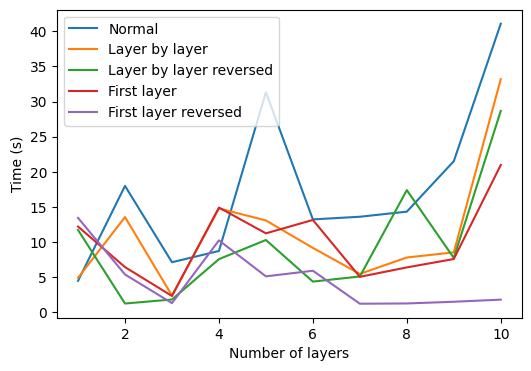 Normal
Layer by layer
Layer by layer reversed
First layer
First layer reversed
Time (s)
40
35
30
25
20
15
10
5
0
2 4 6 8 10
Number of layers